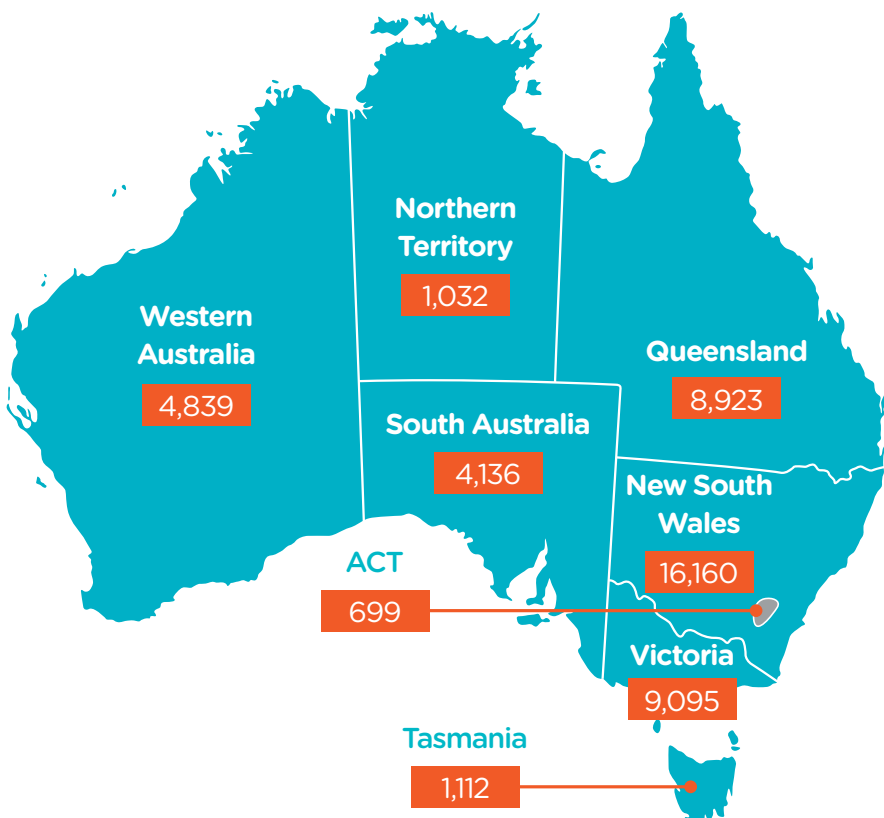 Northern
Territory
1,032
Western
Australia
4,839
Queensland
8,923
South Australia
4,136
New South
Wales
16,160
ACT
699
Victoria
9,095
Tasmania
1,112